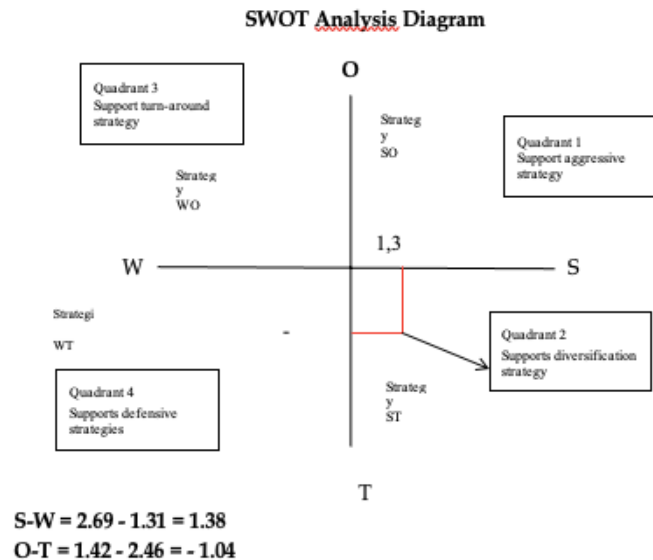 SWOT Analysis Diagram
O
Quadrant 3
Support turn-around
strategy
Strateg
y
SO
Quadrant 1
Support aggressive
strategy
Strateg
y
WO
1,3
W
S
Strategi
WT
-
Quadrant 2
Supports diversification
strategy
Quadrant 4
Supports defensive
strategies
Strateg
y
ST
T
S-W = 2.69 - 1.31 = 1.38
O-T = 1.42 - 2.46 = - 1.04